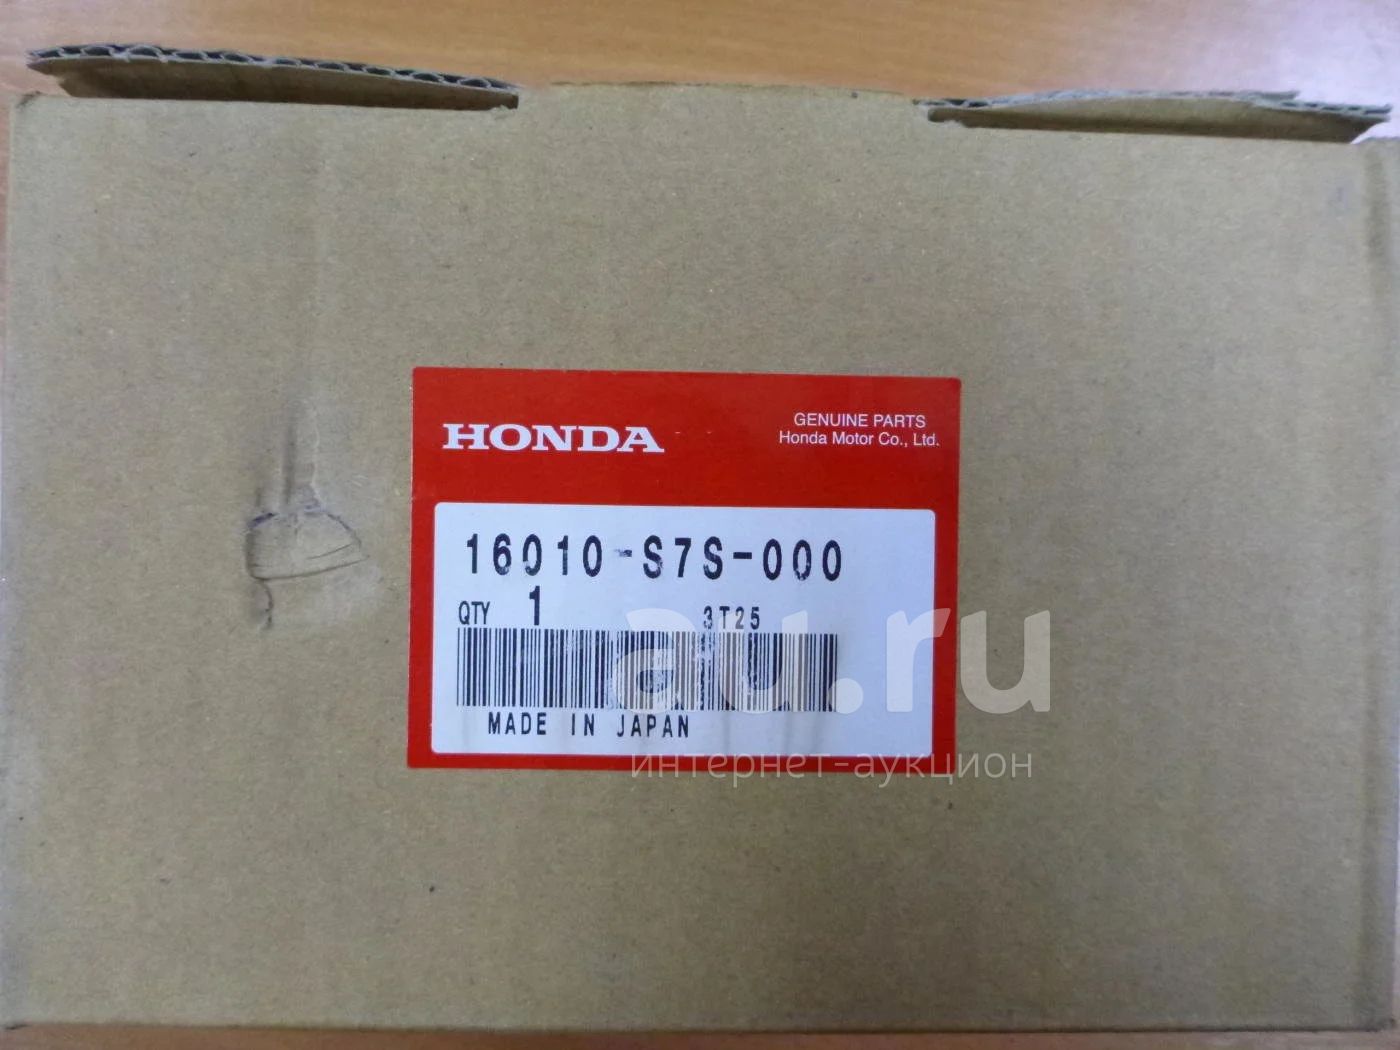 HONDA
GENUINE PARTS
Honda Motor Co., Ltd.
16010-S7S-000
QTY 1 3T25
MADE IN JAPAN
au.ru
интернет-аукцион